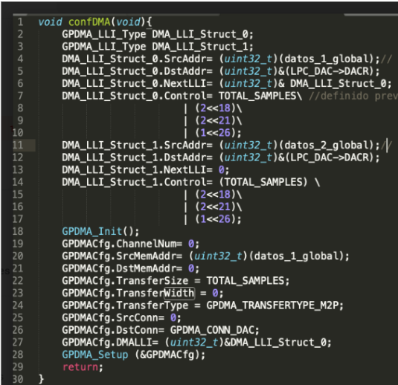 1 void confDMA(void){
2 GPDMA_LLI_Type DMA_LLI_Struct_0;
3 GPDMA_LLI_Type DMA_LLI_Struct_1;
4 DMA_LLI_Struct_0.SrcAddr= (uint32_t)(datos_1_global);//
5 DMA_LLI_Struct_0.DstAddr= (uint32_t)&(LPC_DAC->DACR);
6 DMA_LLI_Struct_0.NextLLI= (uint32_t)& DMA_LLI_Struct_0;
7 DMA_LLI_Struct_0.Control= TOTAL_SAMPLES\ //definido prev
8 | (2<<18)\
9 | (2<<21)\
10 | (1<<26);
11 DMA_LLI_Struct_1.SrcAddr= (uint32_t)(datos_2_global);//
12 DMA_LLI_Struct_1.DstAddr= (uint32_t)&(LPC_DAC->DACR);
13 DMA_LLI_Struct_1.NextLLI= 0;
14 DMA_LLI_Struct_1.Control= (TOTAL_SAMPLES) \
15 | (2<<18)\
16 | (2<<21)\
17 | (1<<26);
18 GPDMA_Init();
19 GPDMACfg.ChannelNum= 0;
20 GPDMACfg.SrcMemAddr= (uint32_t)(datos_1_global);
21 GPDMACfg.DstMemAddr= 0;
22 GPDMACfg.TransferSize = TOTAL_SAMPLES;
23 GPDMACfg.TransferWidth = 0;
24 GPDMACfg.TransferType = GPDMA_TRANSFERTYPE_M2P;
25 GPDMACfg.SrcConn= 0;
26 GPDMACfg.DstConn= GPDMA_CONN_DAC;
27 GPDMACfg.DMALLI= (uint32_t)&DMA_LLI_Struct_0;
28 GPDMA_Setup (&GPDMACfg);
29 return;
30 }